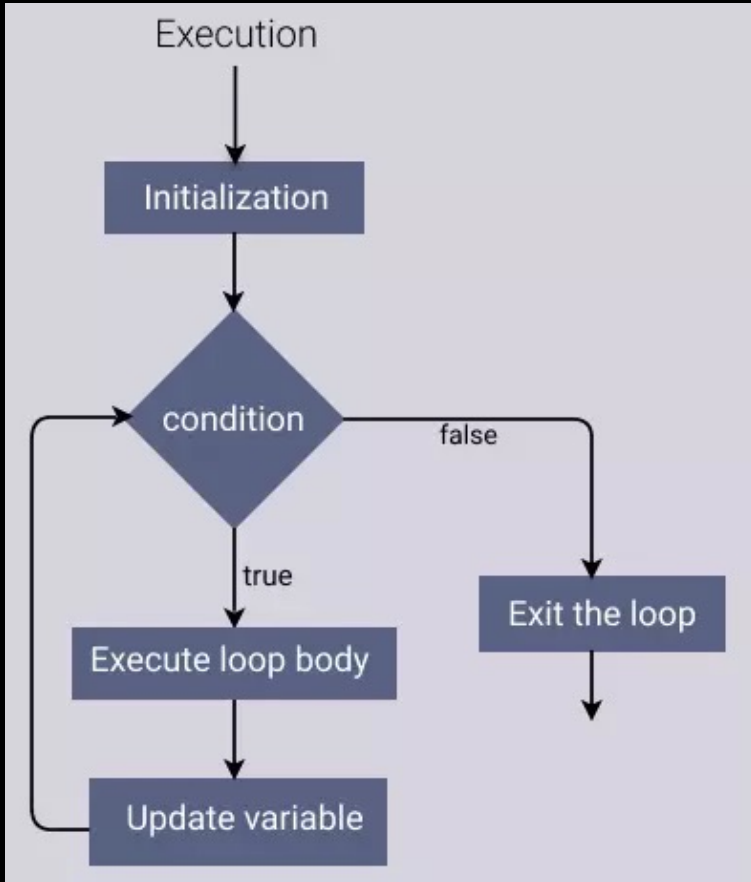 Execution
Initialization
condition
false
true
Exit the loop
Execute loop body
Update variable